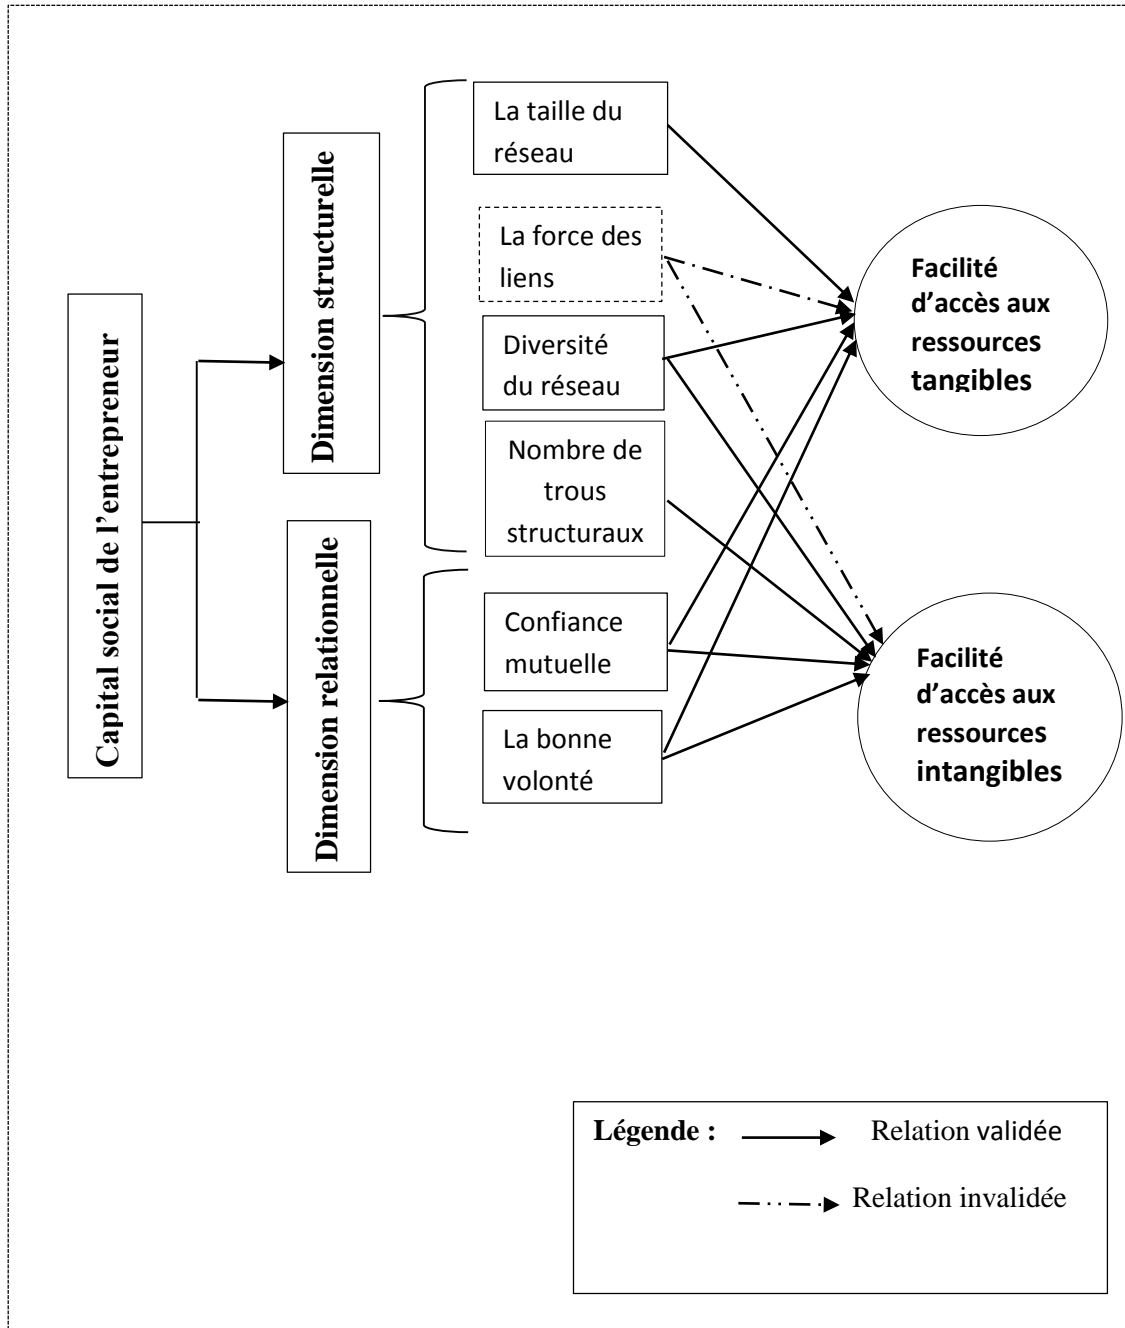 Capital social de l’entrepreneur
Dimension structurelle
Dimension relationnelle
La taille du
réseau
La force des
liens
Diversité
du réseau
Nombre de
trous
structuraux
Confiance
mutuelle
La bonne
volonté
Facilité
d’accès aux
ressources
tangibles
Facilité
d’accès aux
ressources
intangibles
Légende :
Relation validée
Relation invalidée